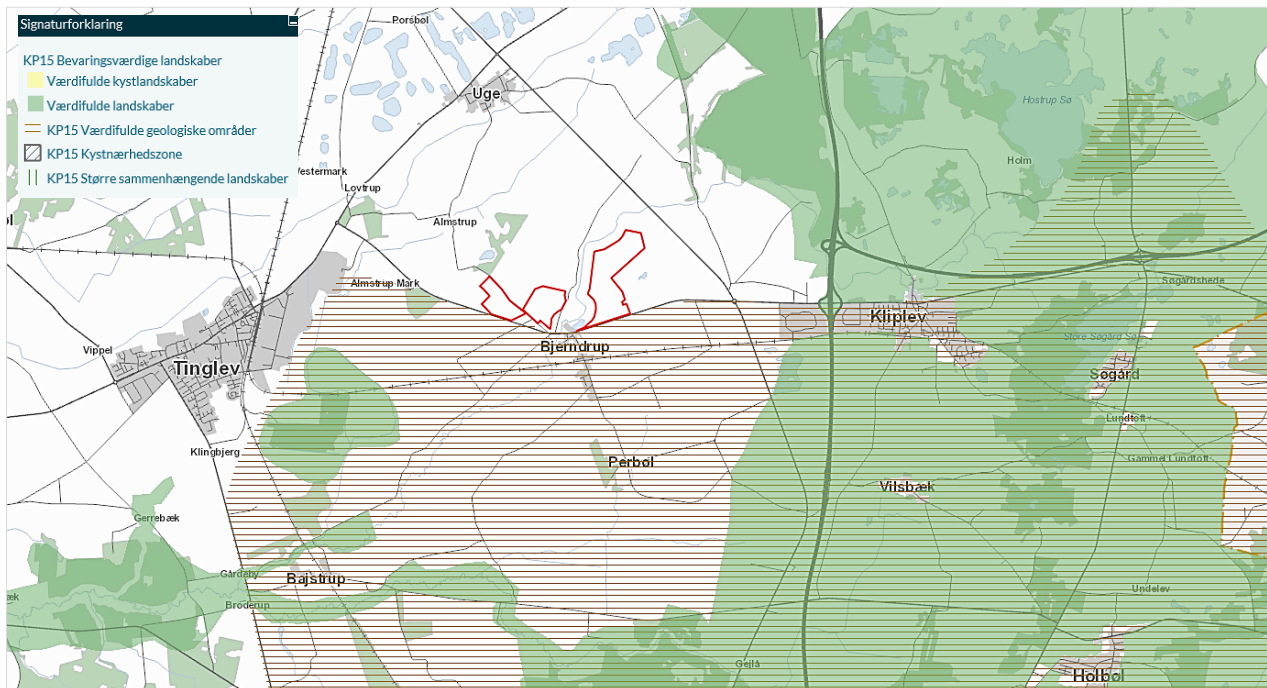 Signaturforklaring
KP15 Bevaringsværdige landskaber
Værdifulde kystlandskaber
Værdifulde landskaber
KP15 Værdifulde geologiske områder
KP15 Kystnærhedszone
KP15 Større sammenhængende landskaber
Porsbøl
Uge
Hostrup Sø
Holm
Lovtrup
Almstrup
Almstrup Mark
Søgårdshede
Kliplev
Store Søgård Sø
Bjerndrup
Vippel
Tinglev
Søgård
Lundtoft
Klingbjerg
Perbøl
Gammel Lundtoft
Vilsbæk
Gerrebæk
Gårdeby
Bajstrup
Undelev
Broderup
Gejlå
Holbøl